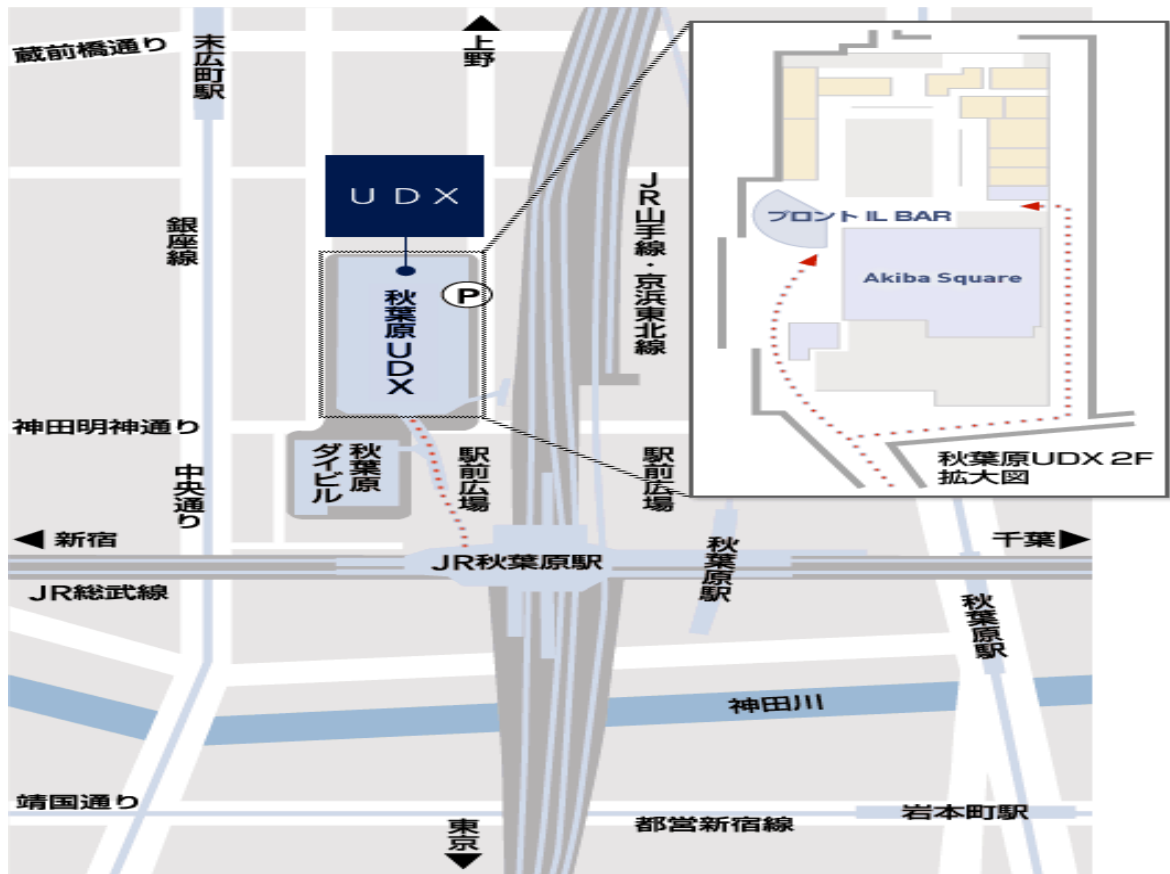 蔵前橋通り
末広町駅
上野
UDX
銀座線
JR山手線・京浜東北線
P
秋葉原UDX
プロント IL BAR
Akiba Square
秋葉原UDX 2F
拡大図
神田明神通り
中央通り
秋葉原
ダイビル
駅前広場
駅前広場
新宿
JR秋葉原駅
秋葉原駅
千葉
JR総武線
秋葉原駅
神田川
靖国通り
東京
都営新宿線
岩本町駅